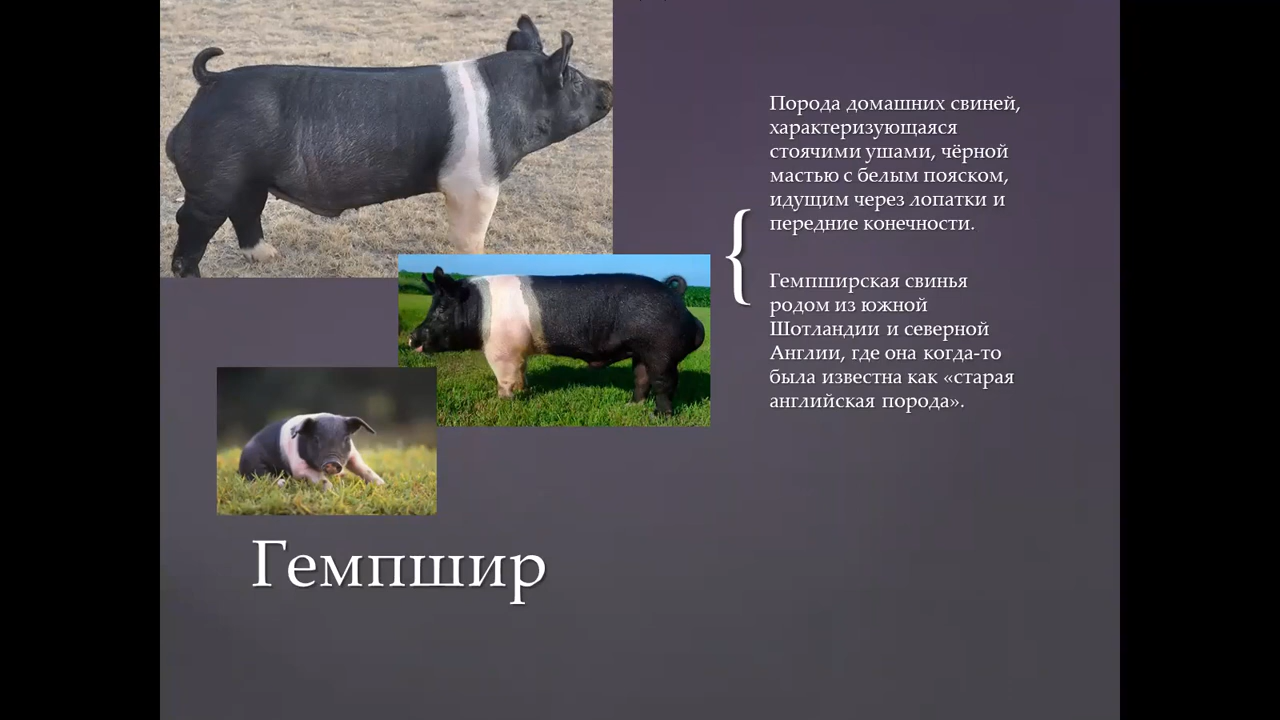 Порода домашних свиней,
характеризующаяся
стоячими ушами, чёрной
мастью с белым пояском,
идущим через лопатки и
передние конечности.
Гемпширская свинья
родом из южной
Шотландии и северной
Англии, где она когда-то
была известна как «старая
английская порода».
Гемпшир